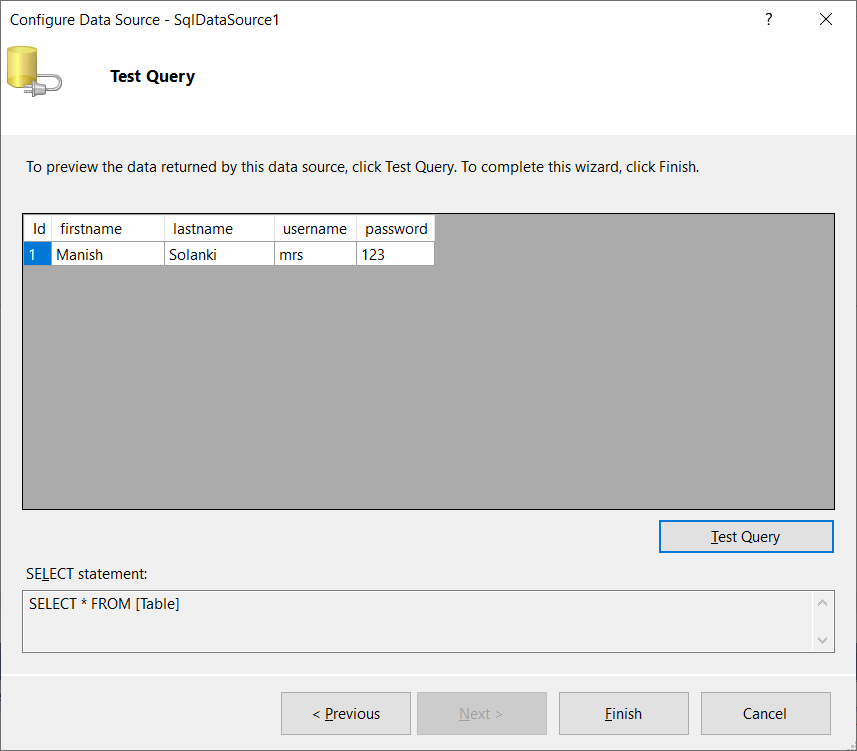 Configure Data Source - SqlDataSource1 ?
Test Query
To preview the data returned by this data source, click Test Query. To complete this wizard, click Finish.
Id firstname lastname username password
1 Manish Solanki mrs 123
Test Query
SELECT statement:
SELECT * FROM [Table]
< Previous Next > Finish Cancel